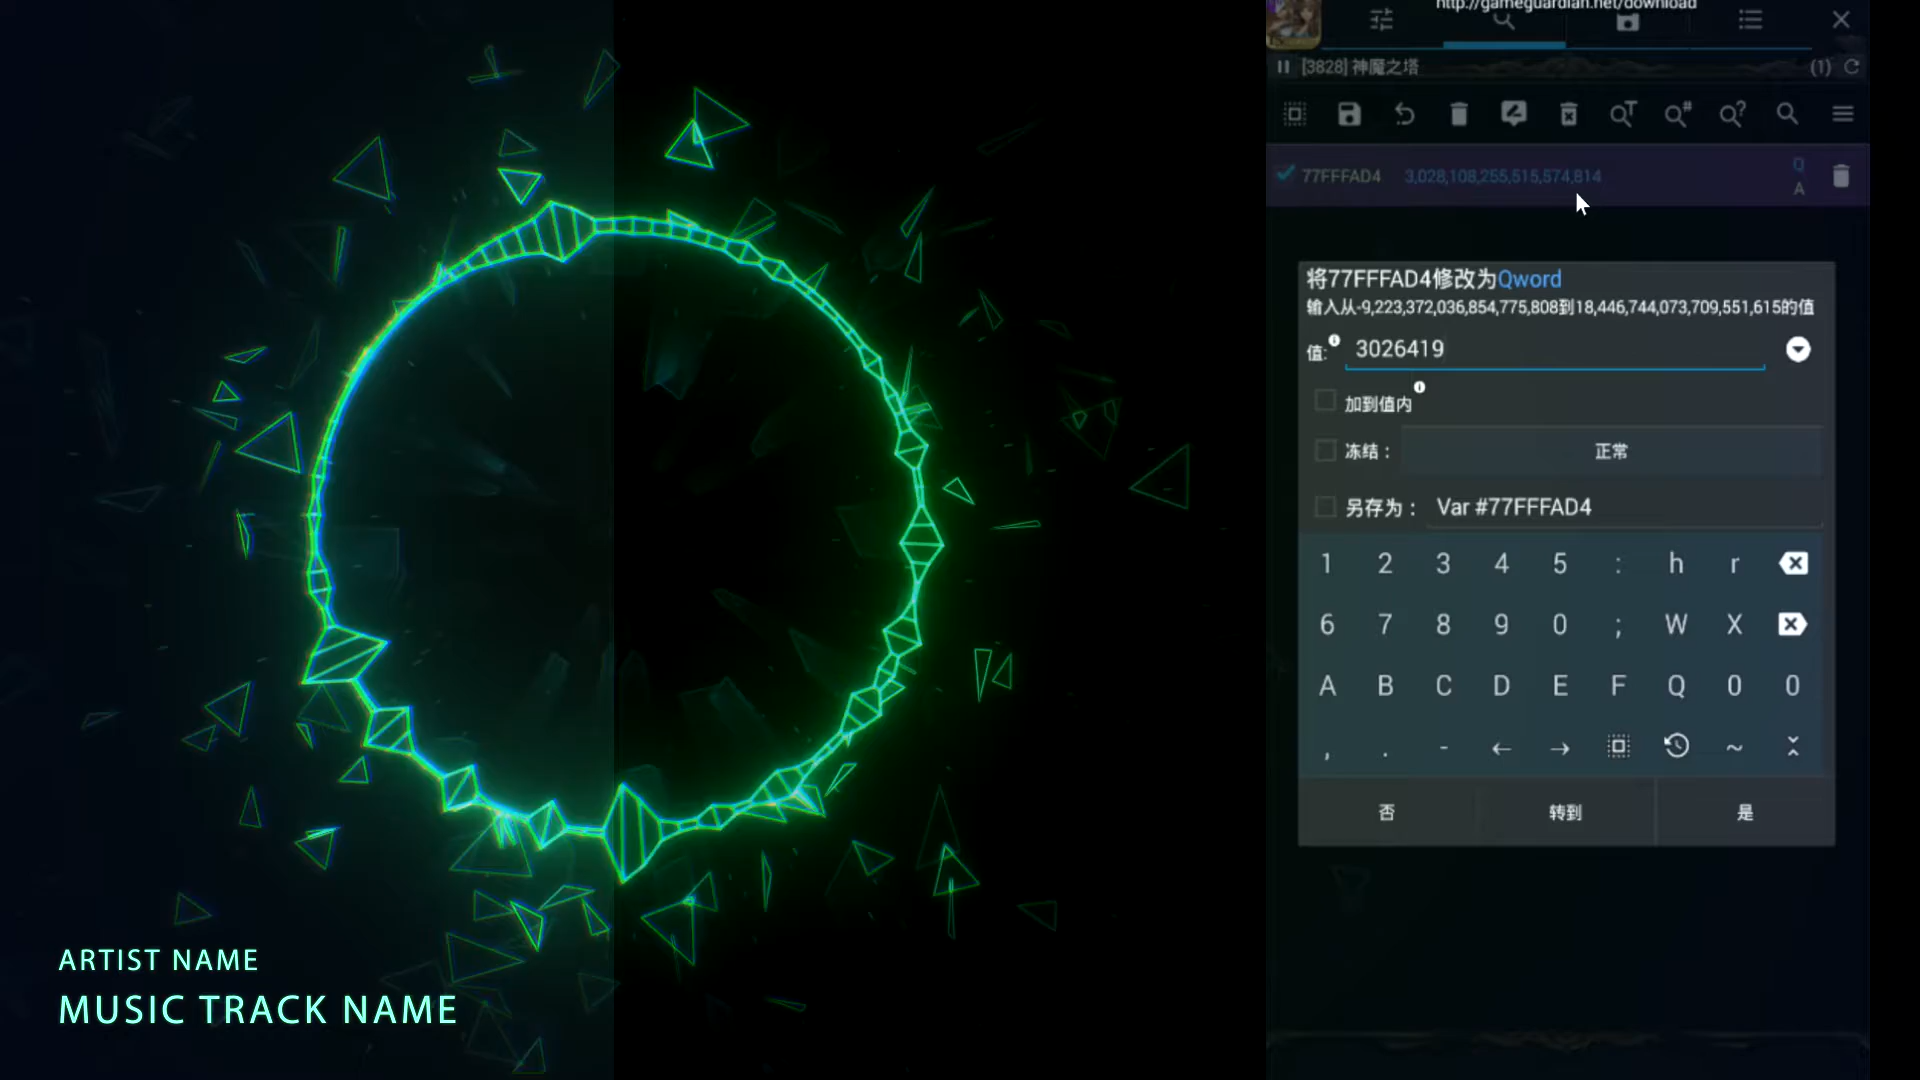 ARTIST NAME
MUSIC TRACK NAME
http://gameguardian.net/download
[3828] 神魔之塔
(1)
77FFFAD4 3,028,108,255,515,574,814 Q
A
将77FFFAD4修改为Qword
输入从-9,223,372,036,854,775,808到18,446,744,073,709,551,615的值
值: 3026419
加到值内
冻结： 正常
另存为： Var #77FFFAD4
1 2 3 4 5 : h r
6 7 8 9 0 ; W X
A B C D E F Q 0 0
, . - ← → ~
否 转到 是